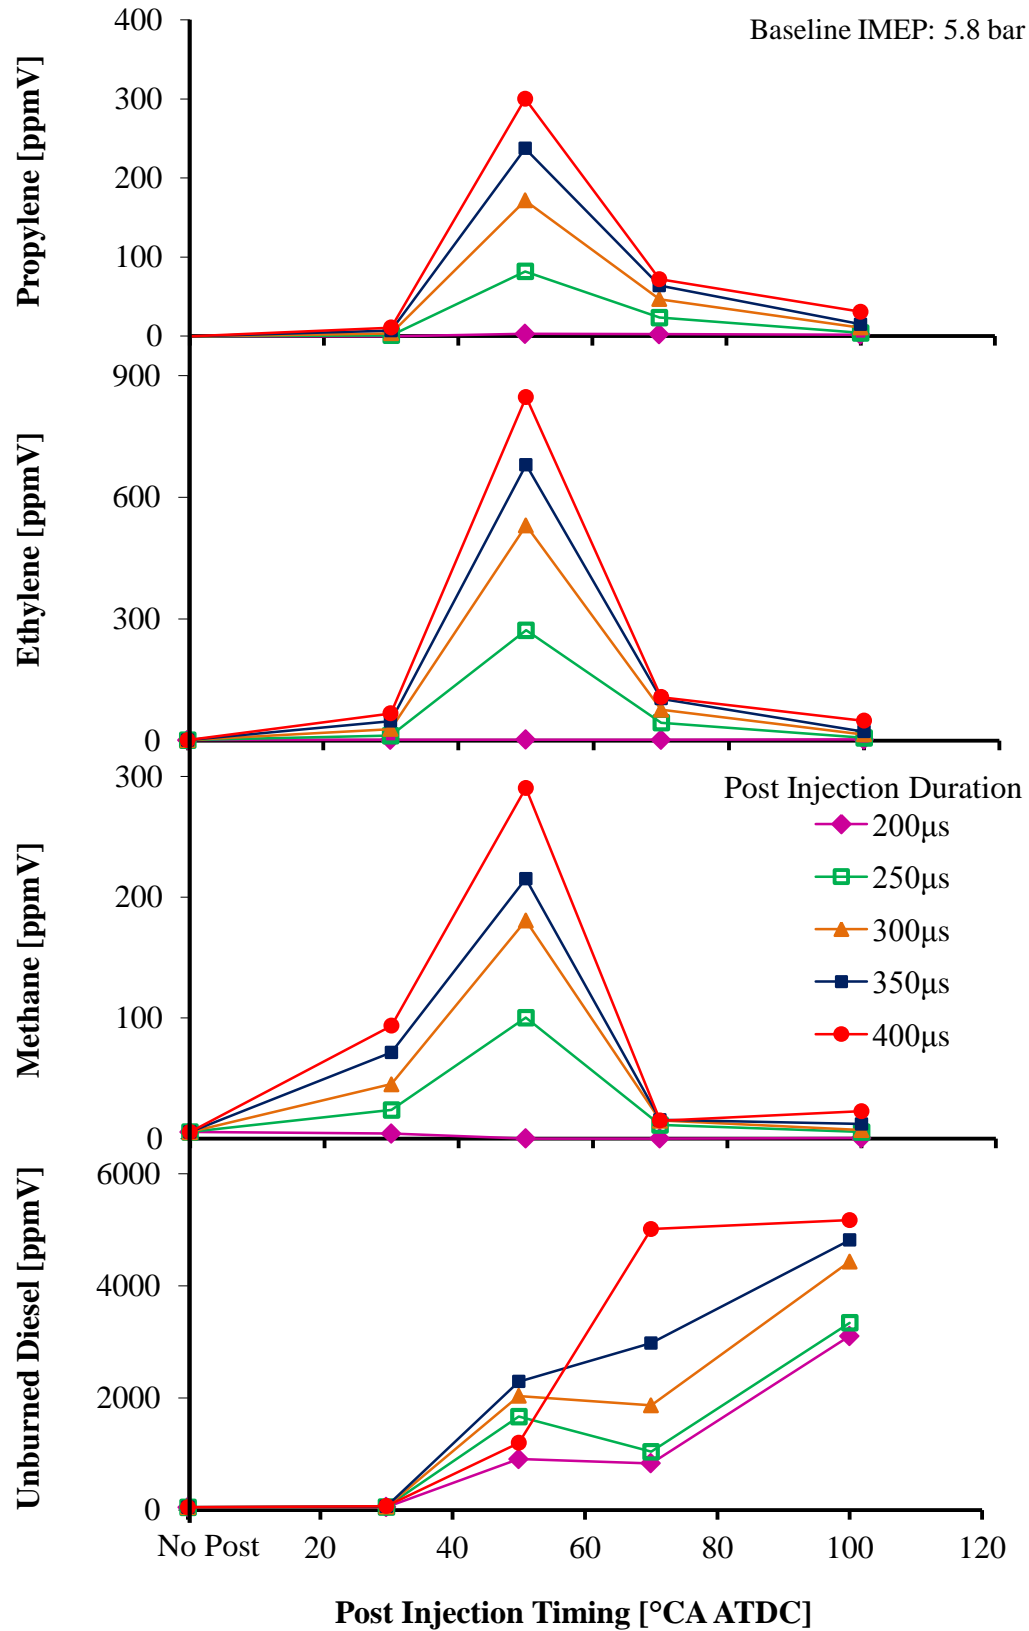 Baseline IMEP: 5.8 bar
Propylene [ppmV]
400
300
200
100
0
Ethylene [ppmV]
900
600
300
0
Methane [ppmV]
300
200
100
0
Post Injection Duration
200μs
250μs
300μs
350μs
400μs
Unburned Diesel [ppmV]
6000
4000
2000
0
No Post 20 40 60 80 100 120
Post Injection Timing [°CA ATDC]